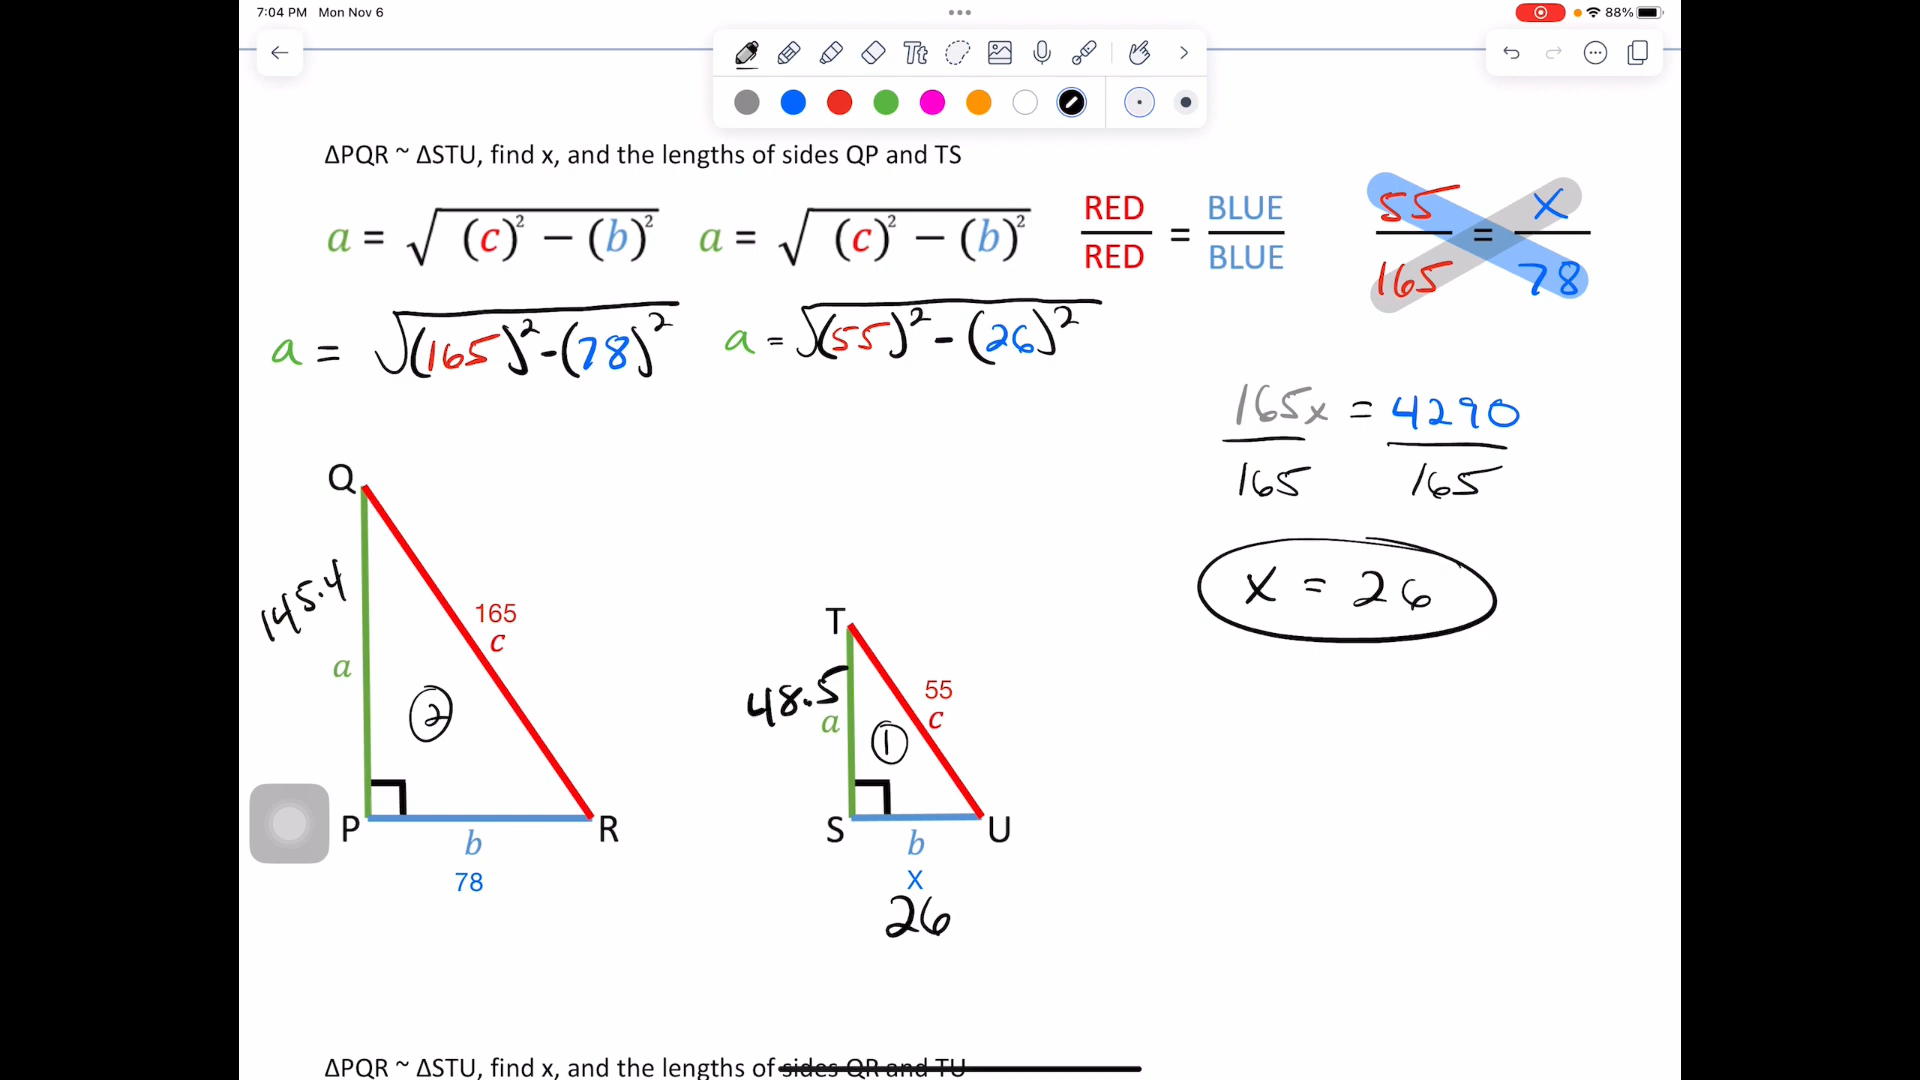 7:04 PM Mon Nov 6
88%
Tt
ΔPQR ~ ΔSTU, find x, and the lengths of sides QP and TS
a = √(c)² − (b)²
a = √(c)² − (b)²
RED/RED = BLUE/BLUE
55/165 = x/78
a = √(165)² - (78)²
a = √(55)² - (26)²
165x = 4290
165 165
x = 26
Q
145.4
165
c
a
2
P
R
b
78
T
48.5
55
c
a
1
S
U
b
X
26
ΔPQR ~ ΔSTU, find x, and the lengths of sides QR and TU